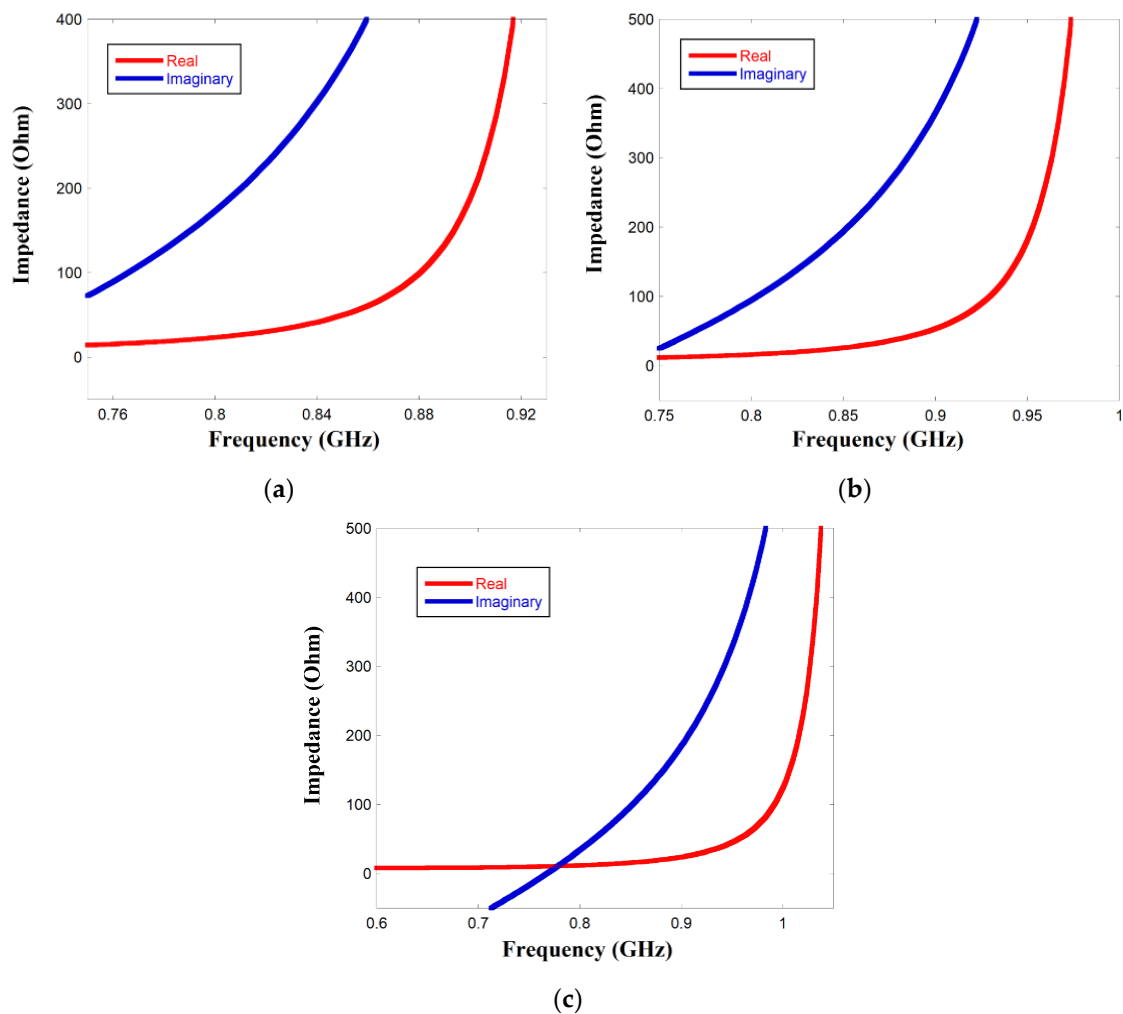 400
300
200
100
0
Impedance (Ohm)
Real
Imaginary
0.76 0.8 0.84 0.88 0.92
Frequency (GHz)
(a)
500
400
300
200
100
0
Impedance (Ohm)
Real
Imaginary
0.75 0.8 0.85 0.9 0.95 1
Frequency (GHz)
(b)
500
400
300
200
100
0
Impedance (Ohm)
Real
Imaginary
0.6 0.7 0.8 0.9 1
Frequency (GHz)
(c)